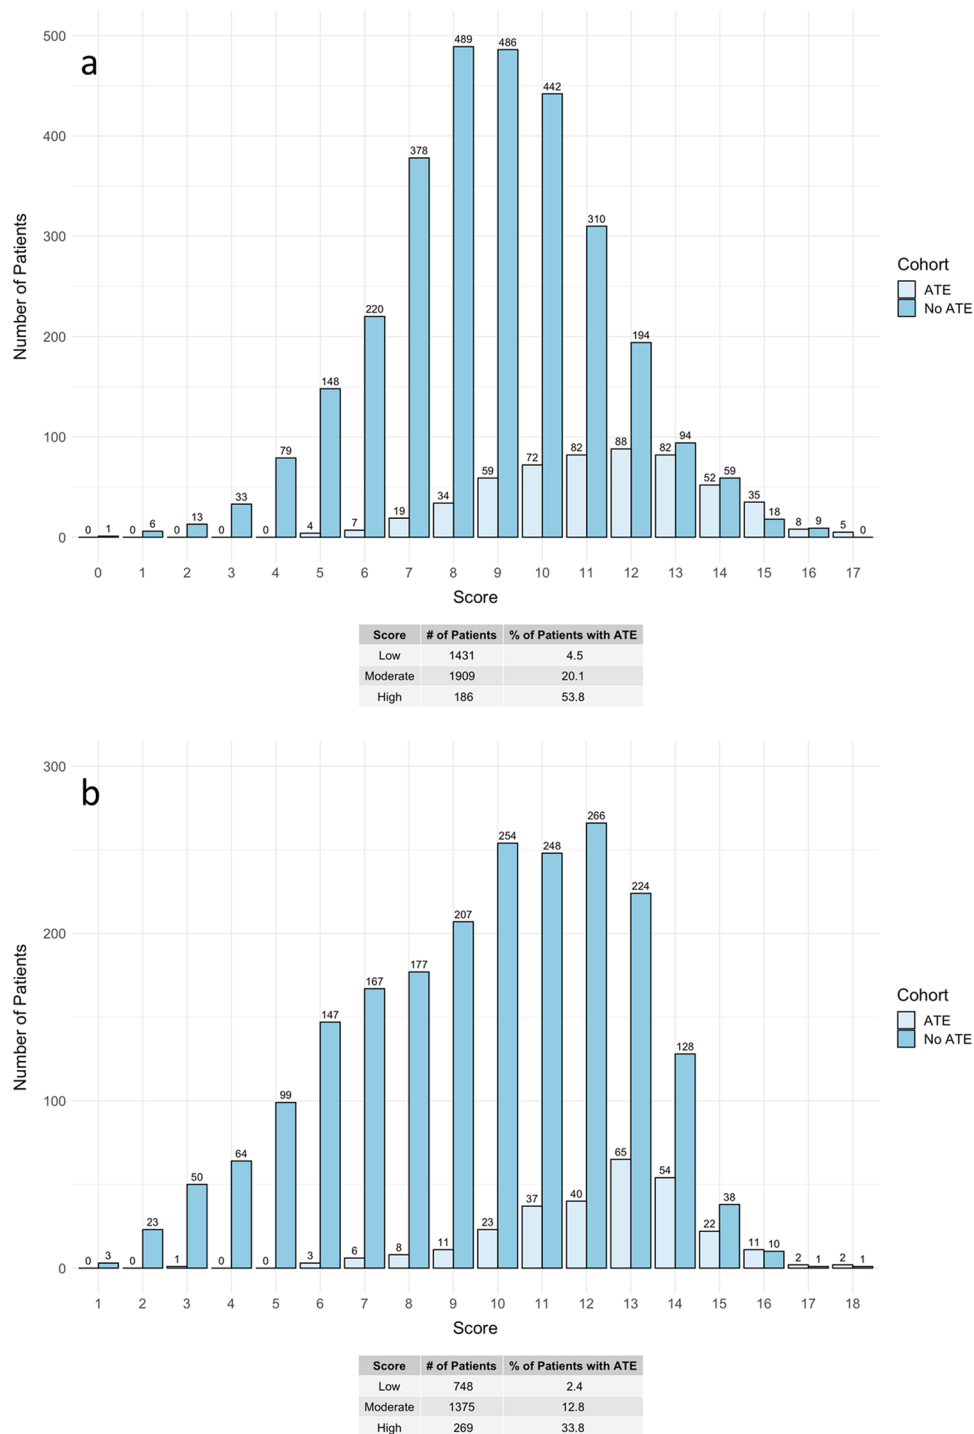 a
500
400
300
200
100
0
Number of Patients
0 1 0 6 0 13 0 33 0 79 4 148 7 220 19 378 34 489 59 486 72 442 82 310 88 194 82 94 52 59 35 18 8 9 5 0
0 1 2 3 4 5 6 7 8 9 10 11 12 13 14 15 16 17
Score
Cohort
ATE
No ATE
Score # of Patients % of Patients with ATE
Low 1431 4.5
Moderate 1909 20.1
High 186 53.8
b
300
200
100
0
Number of Patients
0 3 0 23 1 50 0 64 0 99 3 147 6 167 8 177 11 207 23 254 37 248 40 266 65 224 54 128 22 38 11 10 2 1 2 1
1 2 3 4 5 6 7 8 9 10 11 12 13 14 15 16 17 18
Score
Cohort
ATE
No ATE
Score # of Patients % of Patients with ATE
Low 748 2.4
Moderate 1375 12.8
High 269 33.8